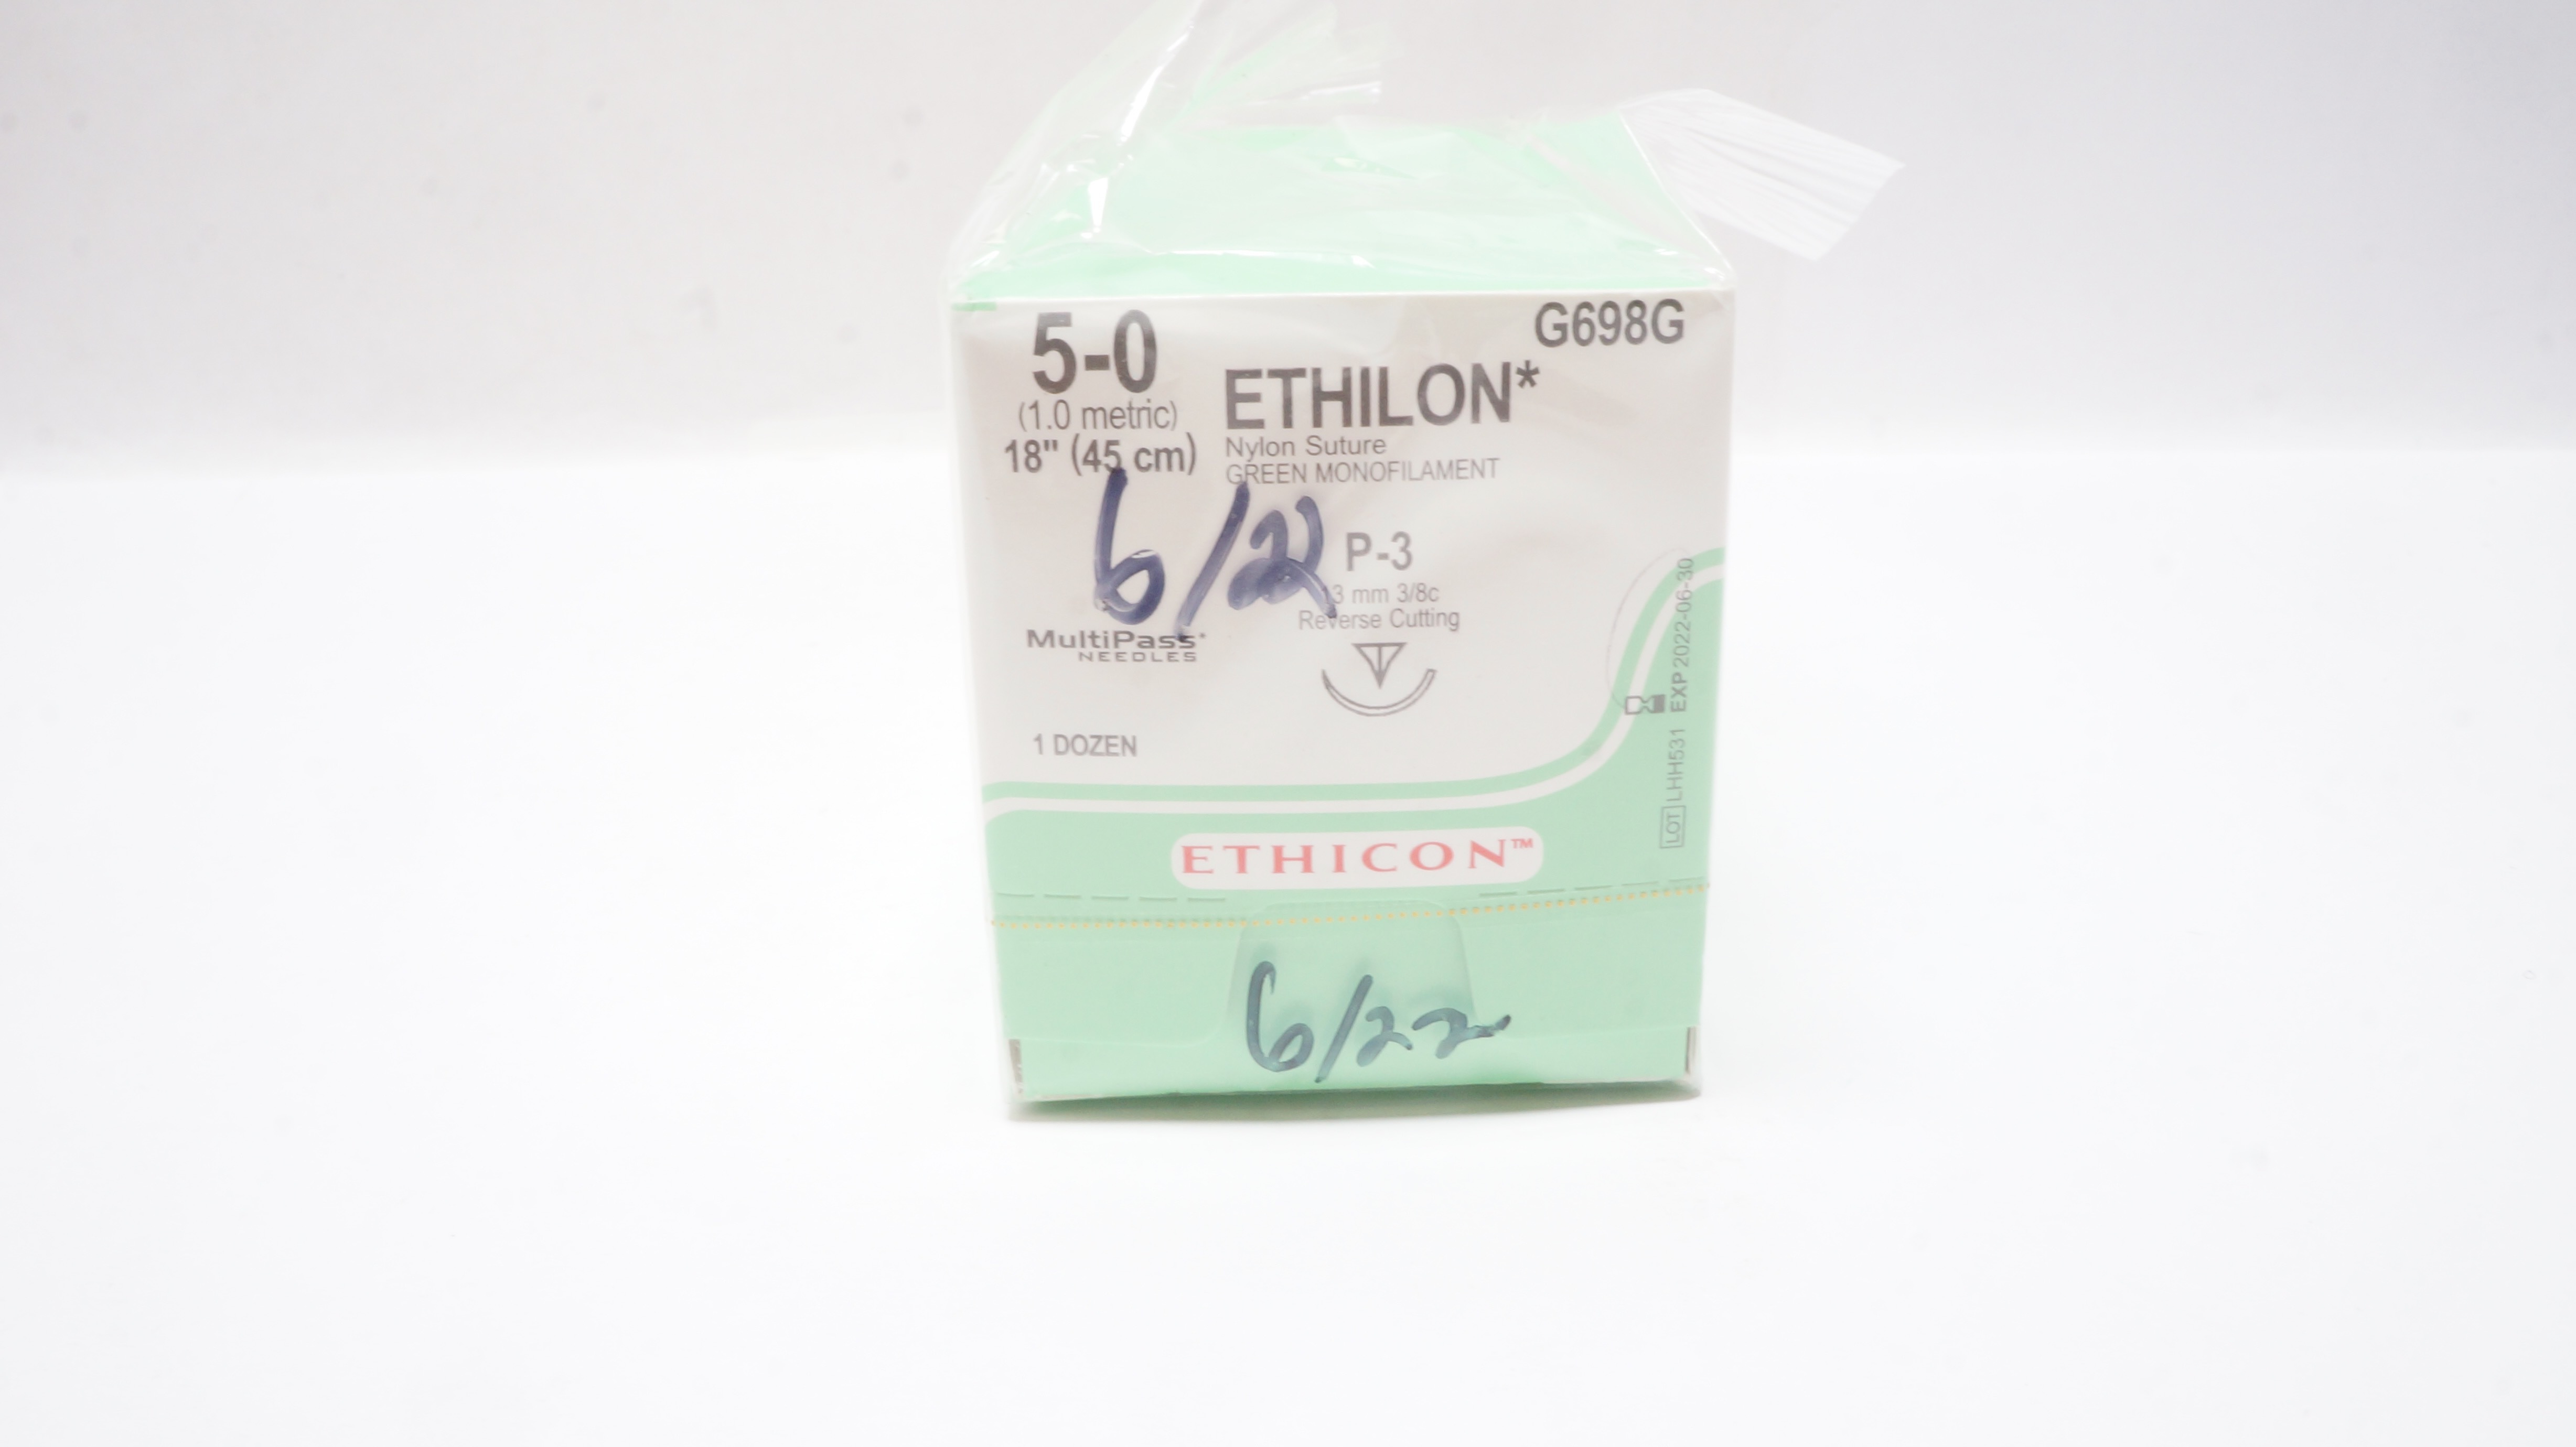 5-0
(1.0 metric)
18" (45 cm)
G698G
ETHILON*
Nylon Suture
GREEN MONOFILAMENT
6/22
P-3
13 mm 3/8c
Reverse Cutting
MultiPass*
NEEDLES
1 DOZEN
LOT LHH531 EXP 2022-06-30
ETHICON™
6/22